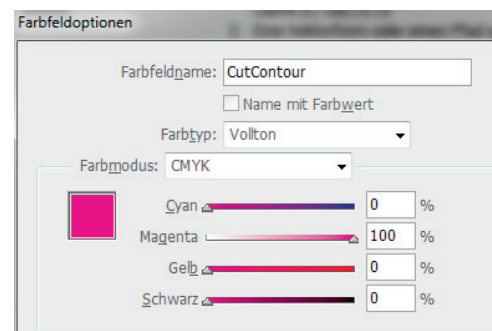 Farbfeldoptionen
Farbfeldname: CutContour
Name mit Farbwert
Farbtyp: Vollton
Farbmodus: CMYK
Cyan 0 %
Magenta 100 %
Gelb 0 %
Schwarz 0 %